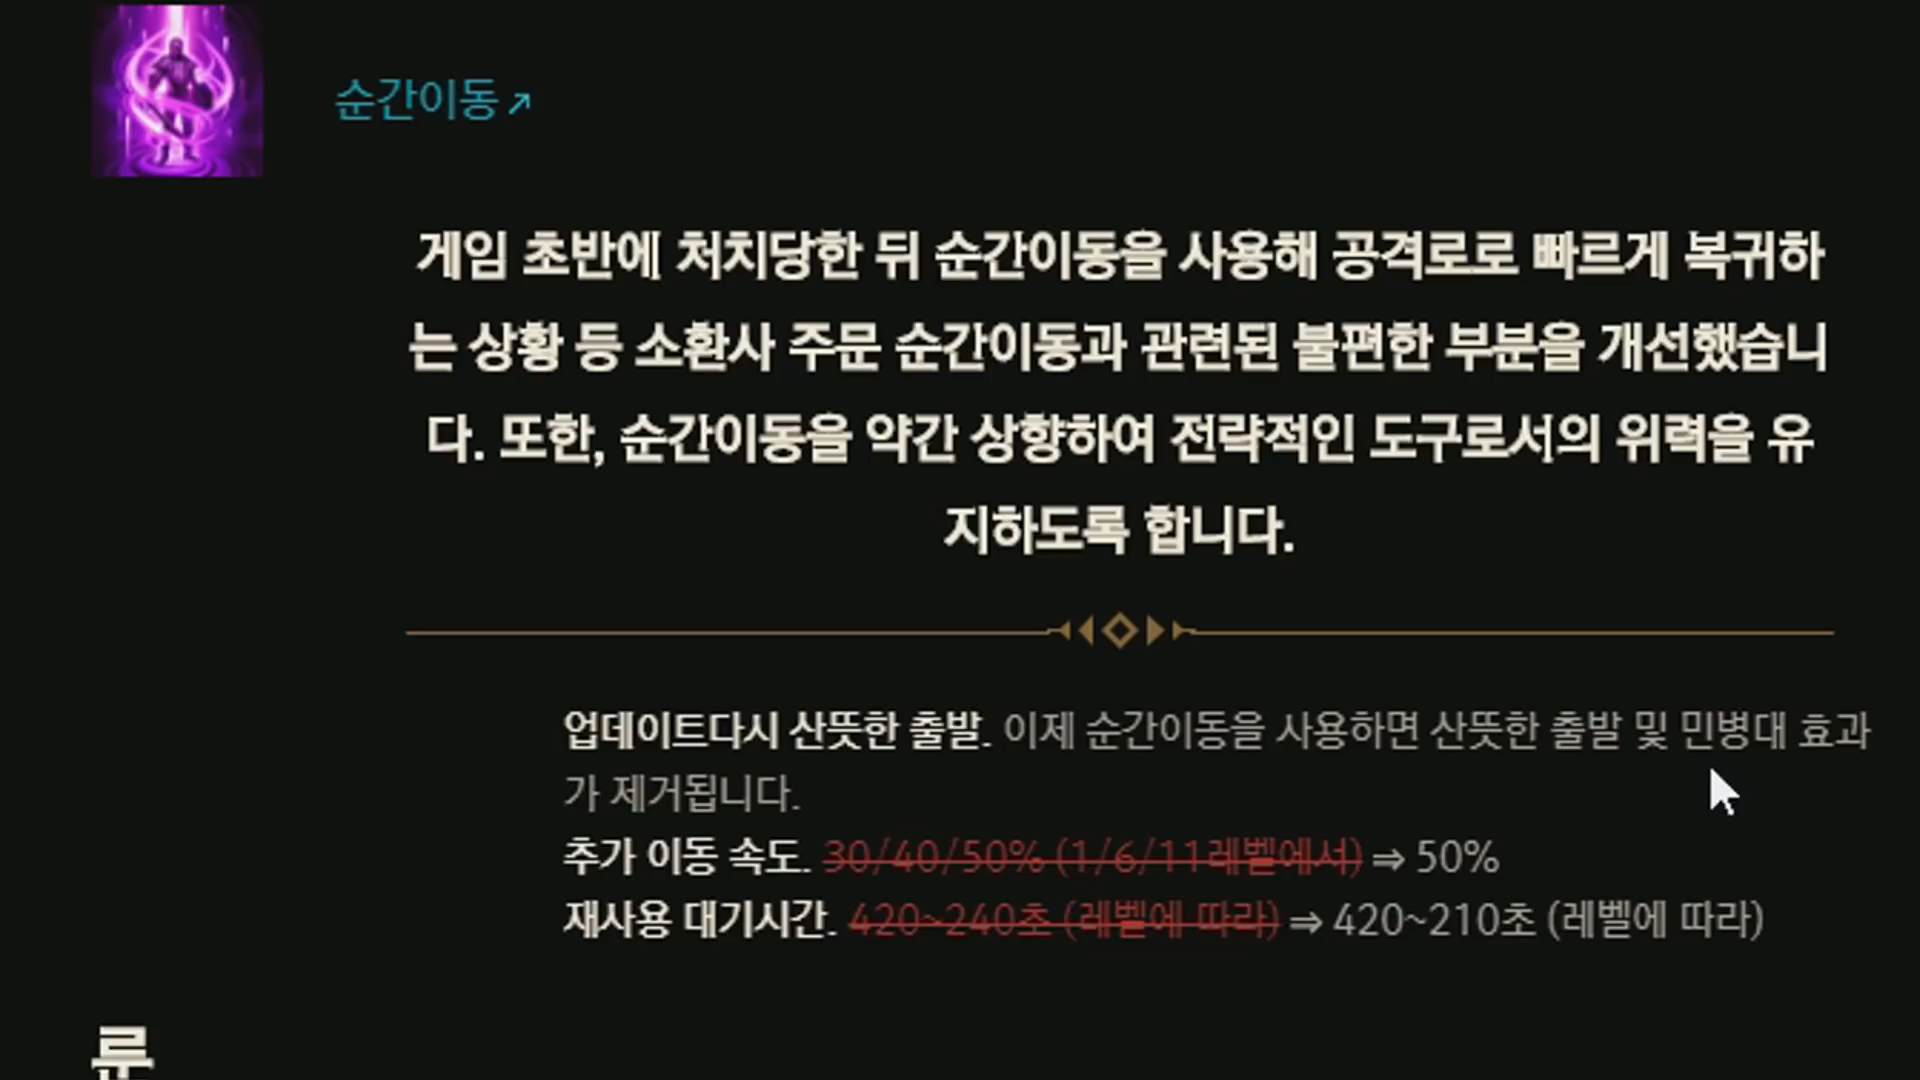 순간이동↗
게임 초반에 처치당한 뒤 순간이동을 사용해 공격로로 빠르게 복귀하
는 상황 등 소환사 주문 순간이동과 관련된 불편한 부분을 개선했습니
다. 또한, 순간이동을 약간 상향하여 전략적인 도구로서의 위력을 유
지하도록 합니다.
업데이트다시 산뜻한 출발. 이제 순간이동을 사용하면 산뜻한 출발 및 민병대 효과
가 제거됩니다.
추가 이동 속도. 30/40/50% (1/6/11레벨에서) ⇒ 50%
재사용 대기시간. 420~240초 (레벨에 따라) ⇒ 420~210초 (레벨에 따라)
룬